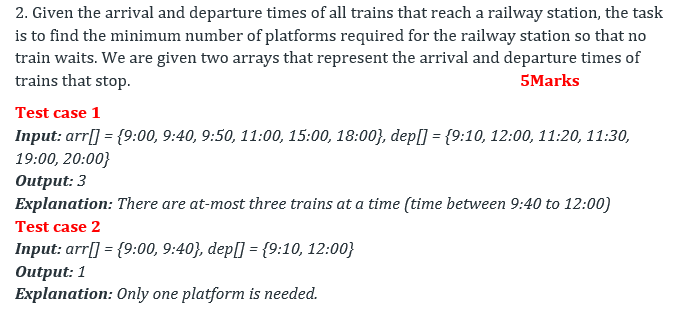 2. Given the arrival and departure times of all trains that reach a railway station, the task
is to find the minimum number of platforms required for the railway station so that no
train waits. We are given two arrays that represent the arrival and departure times of
trains that stop. 5Marks
Test case 1
Input: arr[] = {9:00, 9:40, 9:50, 11:00, 15:00, 18:00}, dep[] = {9:10, 12:00, 11:20, 11:30,
19:00, 20:00}
Output: 3
Explanation: There are at-most three trains at a time (time between 9:40 to 12:00)
Test case 2
Input: arr[] = {9:00, 9:40}, dep[] = {9:10, 12:00}
Output: 1
Explanation: Only one platform is needed.